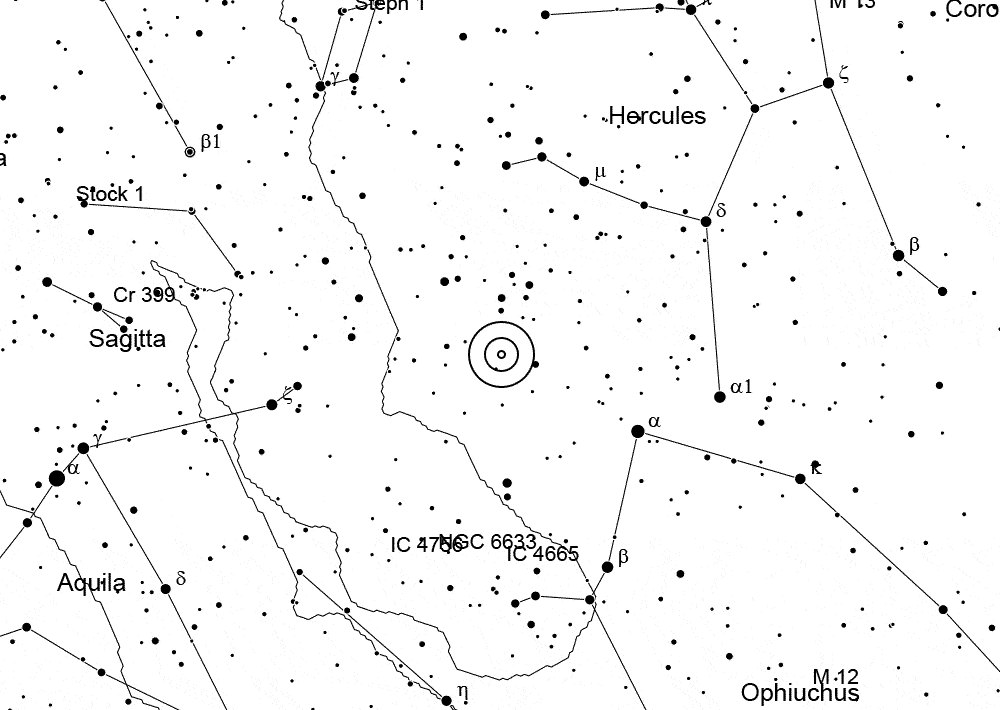 Steph 1
λ
M 13
Coro
γ
ζ
Hercules
β1
a
μ
Stock 1
δ
β
Cr 399
Sagitta
ζ
α1
γ
α
α
κ
IC 4756
NGC 6633
IC 4665
β
Aquila
δ
M 12
Ophiuchus
η